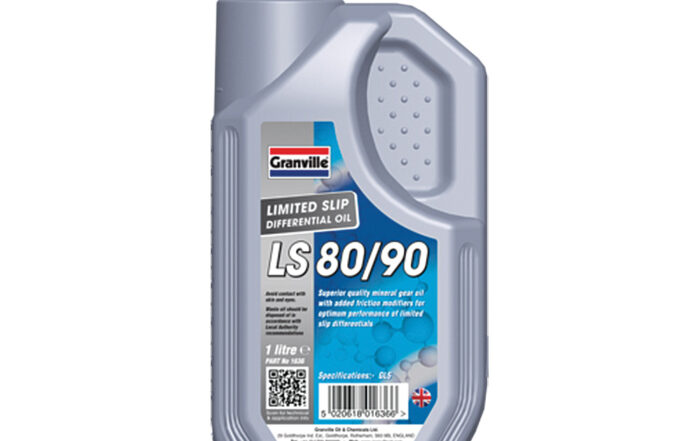 Granville
LIMITED SLIP
DIFFERENTIAL OIL
LS 80/90
Superior quality mineral gear oil
with added friction modifiers for
optimum performance of limited
slip differentials
Avoid contact with
skin and eyes.
Waste oil should be
disposed of in
accordance with
Local Authority
recommendations
1 litre e
PART No 1636
Specifications:- GL5
Scan for technical
& application info
5 020618 016366 >
Granville Oil & Chemicals Ltd